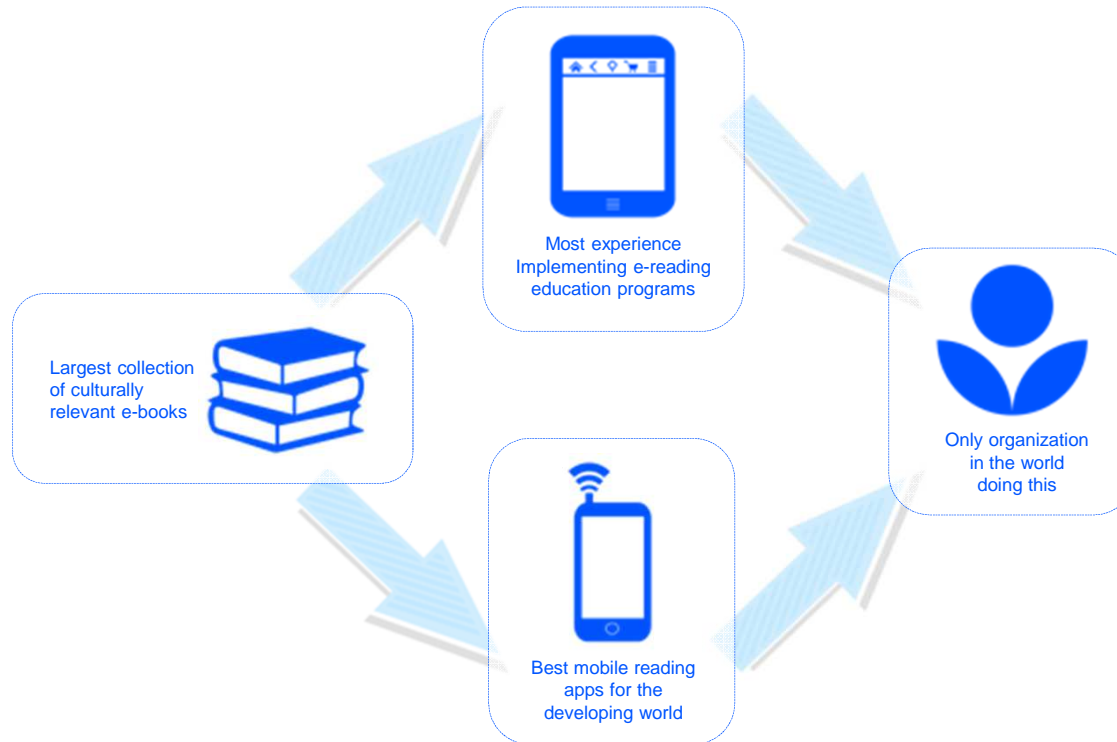 Most experience
Implementing e-reading
education programs
Largest collection
of culturally
relevant e-books
Only organization
in the world
doing this
Best mobile reading
apps for the
developing world